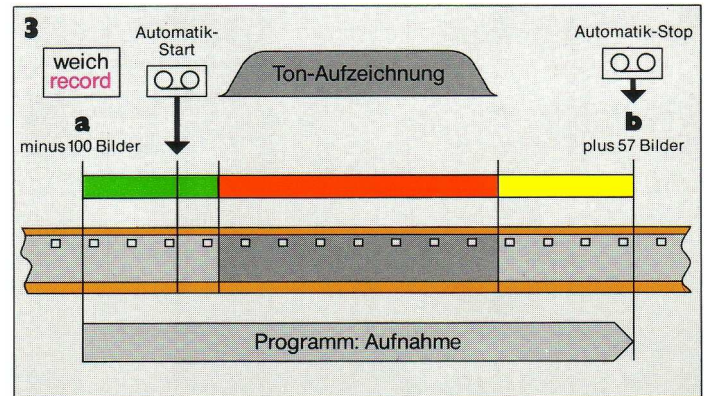 3
weich
record
Automatik-
Start
Ton-Aufzeichnung
Automatik-Stop
a
minus 100 Bilder
b
plus 57 Bilder
Programm: Aufnahme